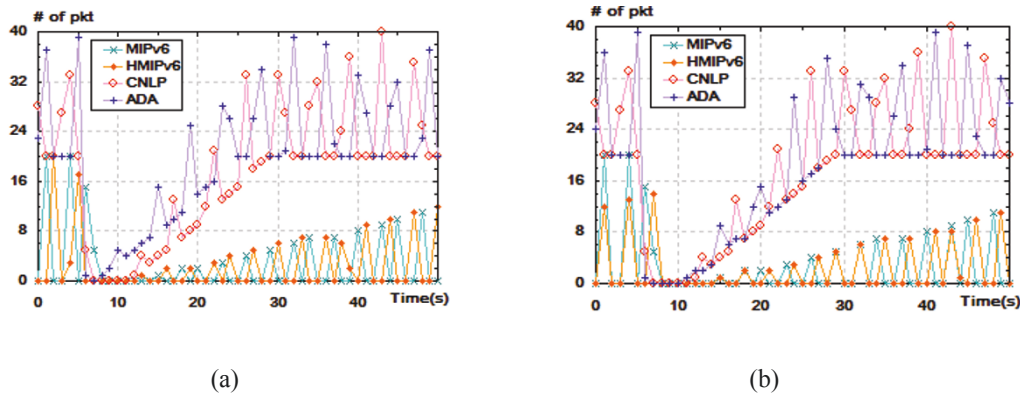 # of pkt
40
32
24
16
8
0
MIPv6
HMIPv6
CNLP
ADA
0 10 20 30 40 Time(s)
(a)
# of pkt
40
32
24
16
8
0
MIPv6
HMIPv6
CNLP
ADA
0 10 20 30 40 Time(s)
(b)